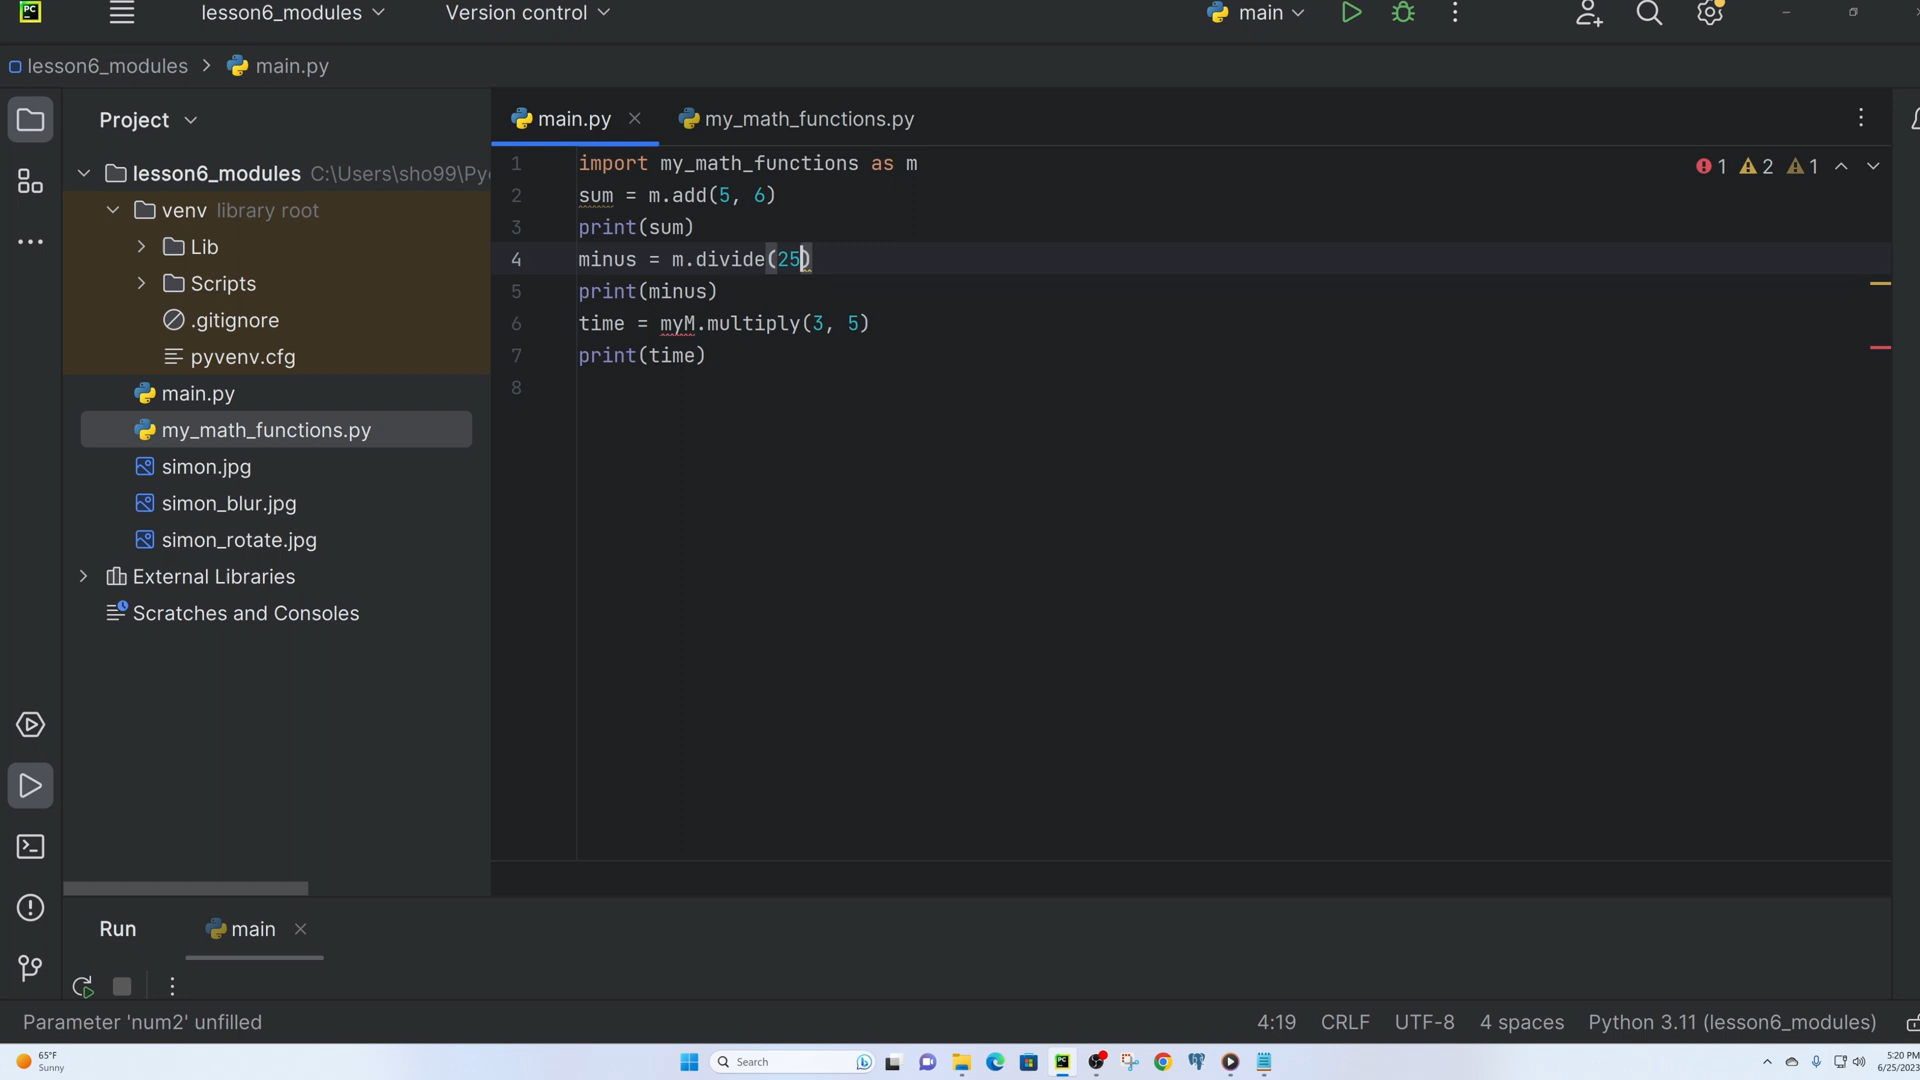 PC
lesson6_modules
Version control
main
lesson6_modules > main.py
Project
main.py
my_math_functions.py
lesson6_modules C:\Users\sho99\Py
venv library root
Lib
Scripts
.gitignore
pyvenv.cfg
main.py
my_math_functions.py
simon.jpg
simon_blur.jpg
simon_rotate.jpg
External Libraries
Scratches and Consoles
1 import my_math_functions as m
2 sum = m.add(5, 6)
3 print(sum)
4 minus = m.divide(25)
5 print(minus)
6 time = myM.multiply(3, 5)
7 print(time)
8
1 2 1
Run
main
Parameter 'num2' unfilled
4:19 CRLF UTF-8 4 spaces Python 3.11 (lesson6_modules)
65°F
Sunny
Search
5:20 PM